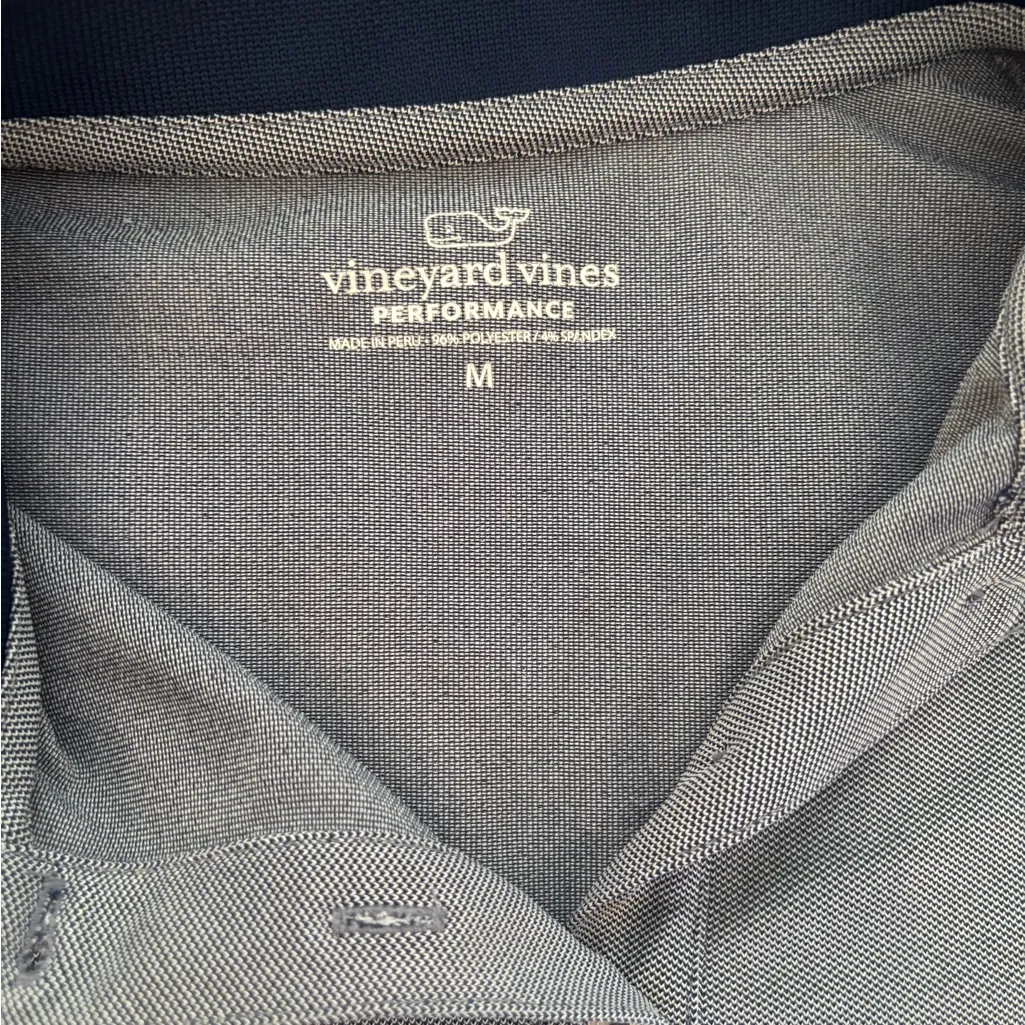 vineyard vines
PERFORMANCE
MADE IN PERU • 96% POLYESTER / 4% SPANDEX
M